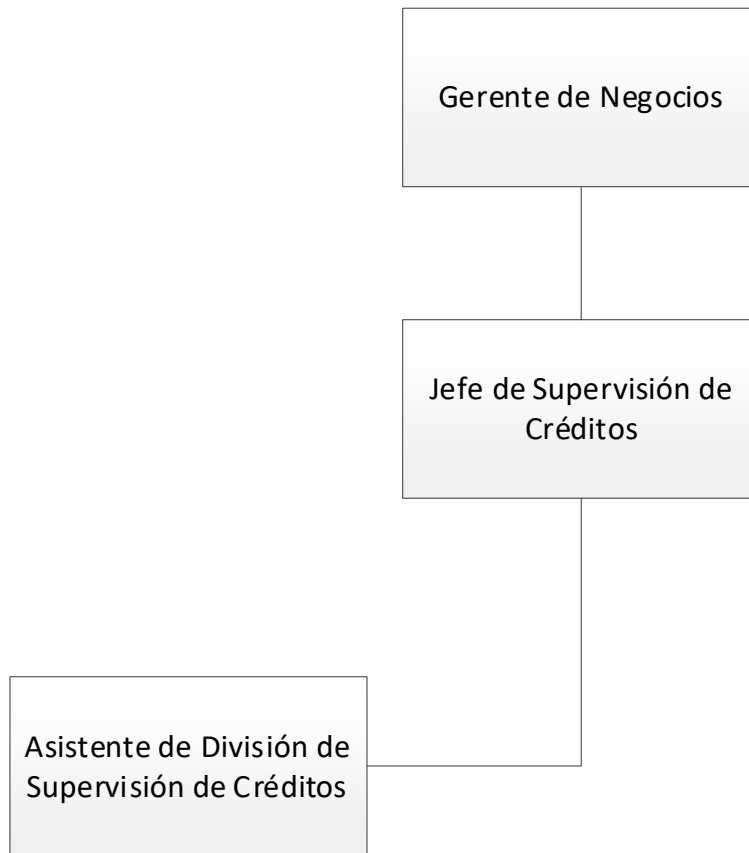 Gerente de Negocios
Jefe de Supervisión de
Créditos
Asistente de División de
Supervisión de Créditos